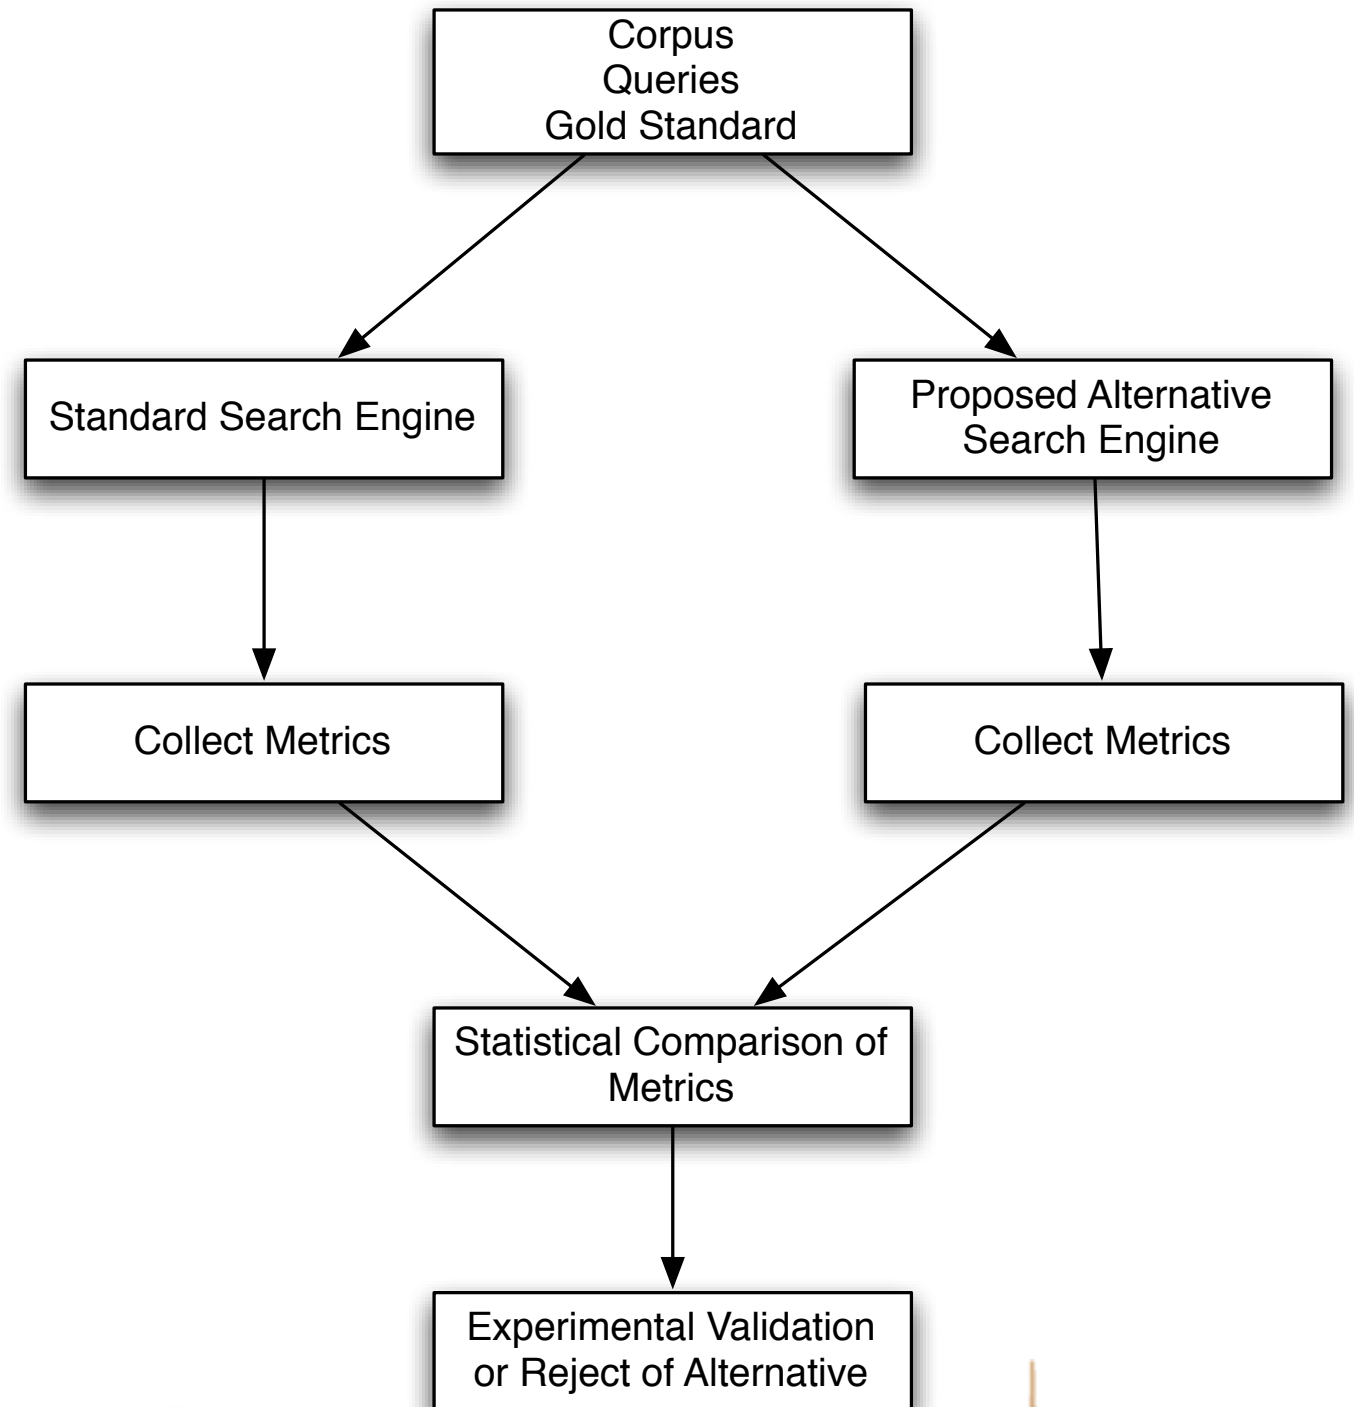 Corpus
Queries
Gold Standard
Standard Search Engine
Proposed Alternative
Search Engine
Collect Metrics
Collect Metrics
Statistical Comparison of
Metrics
Experimental Validation
or Reject of Alternative